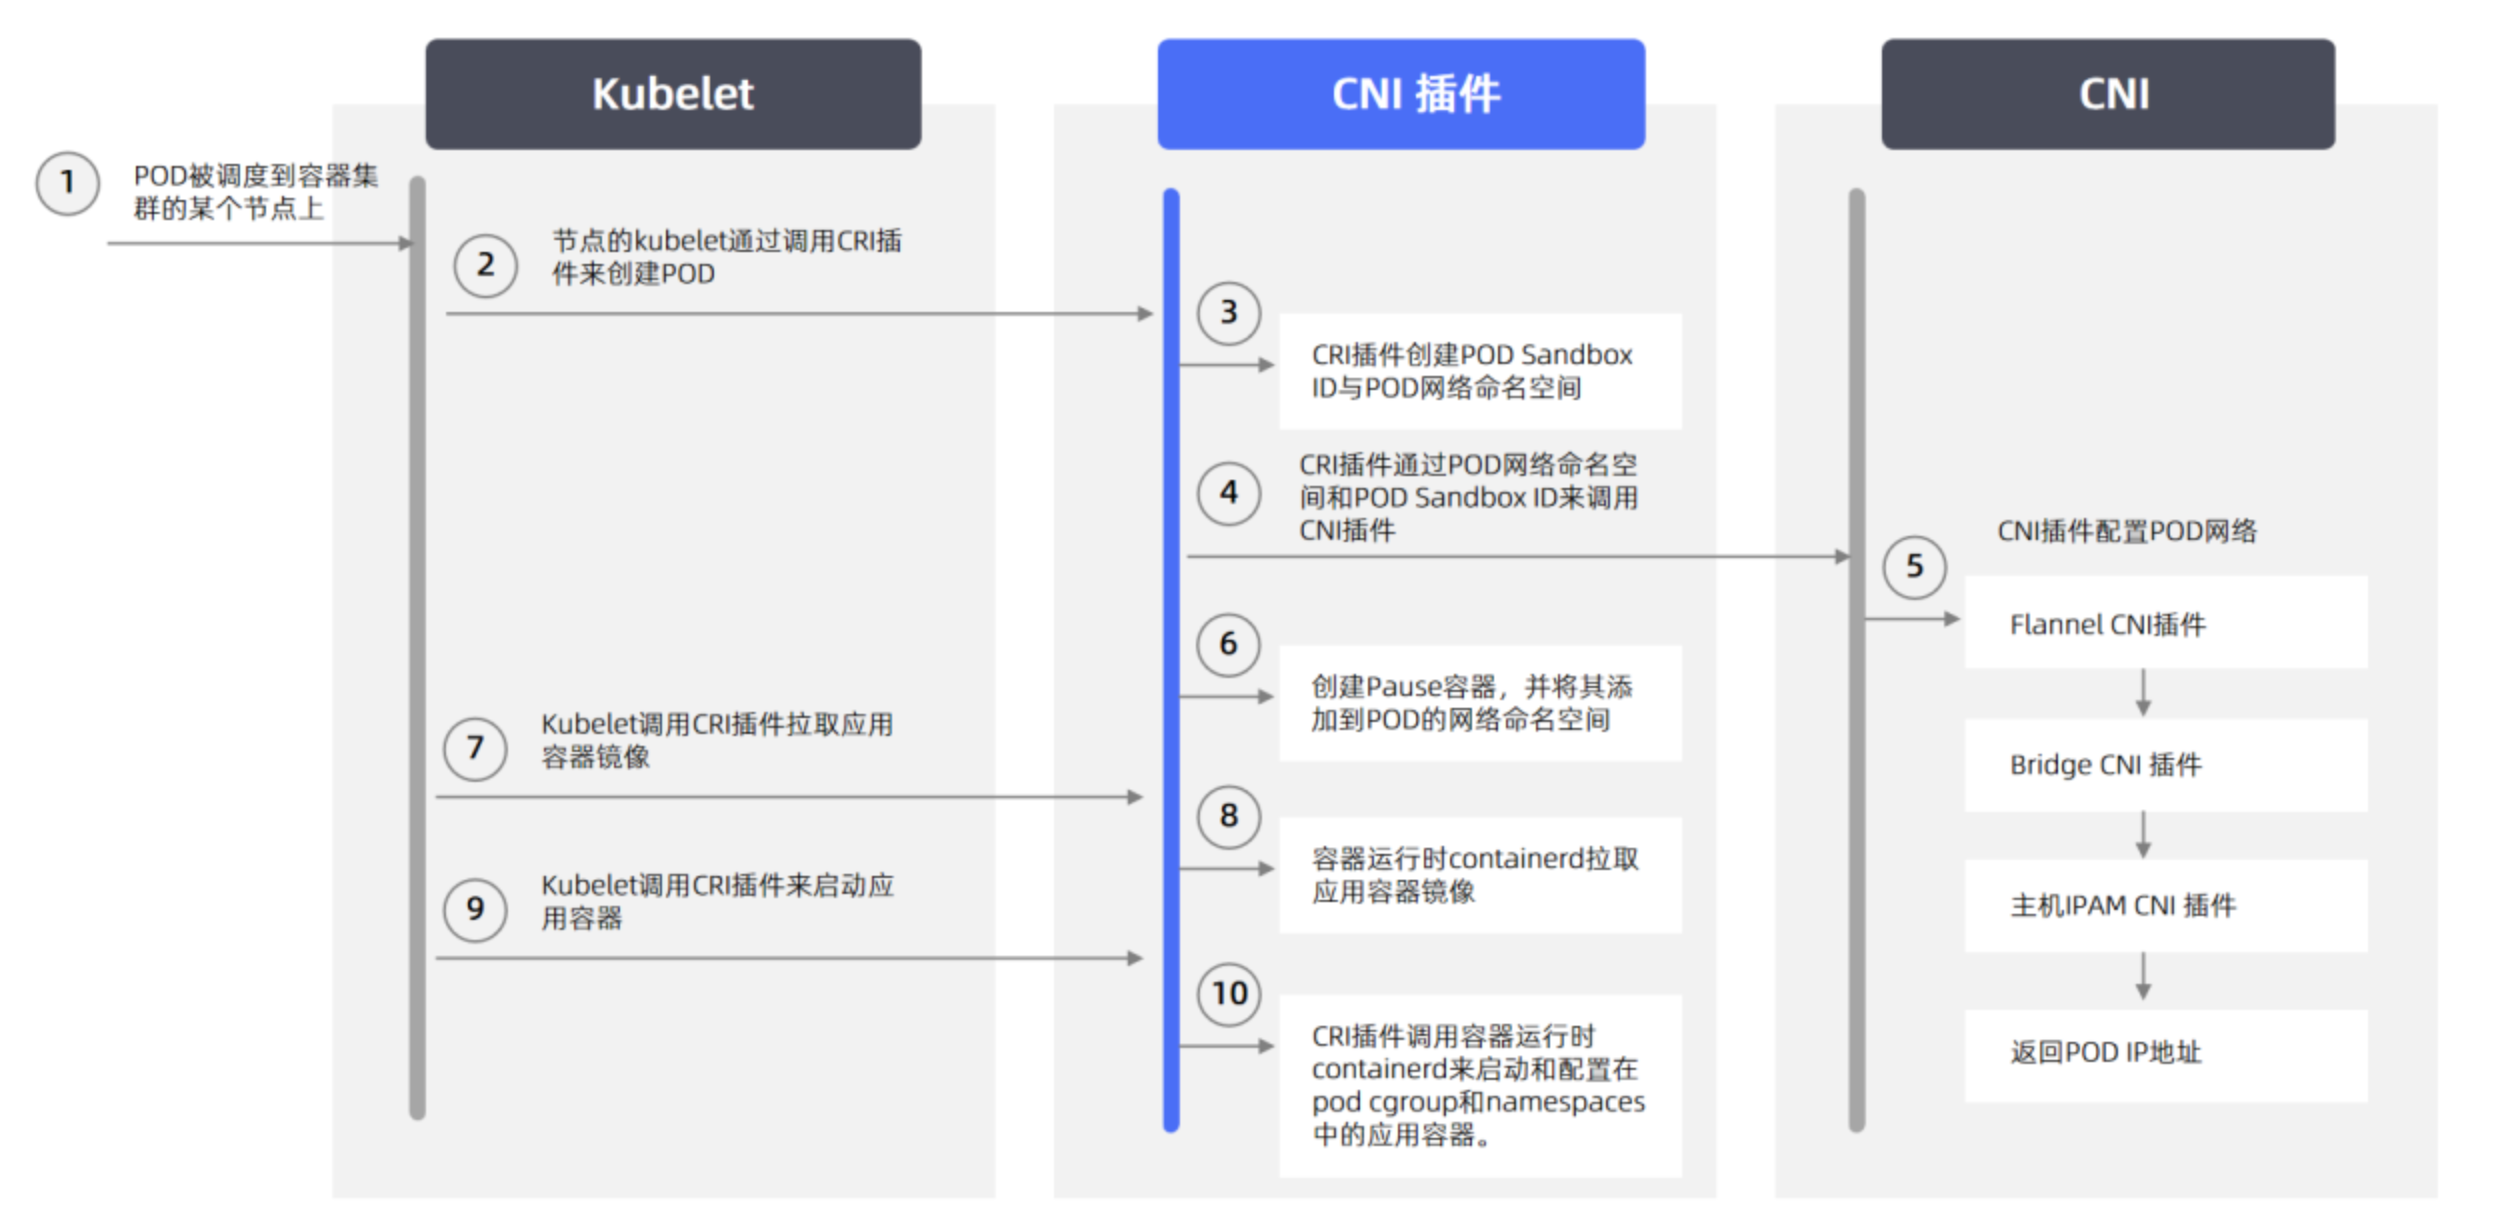 Kubelet
CNI 插件
CNI
1
POD被调度到容器集
群的某个节点上
2
节点的kubelet通过调用CRI插
件来创建POD
3
CRI插件创建POD Sandbox
ID与POD网络命名空间
4
CRI插件通过POD网络命名空
间和POD Sandbox ID来调用
CNI插件
5
CNI插件配置POD网络
Flannel CNI插件
Bridge CNI 插件
主机IPAM CNI 插件
返回POD IP地址
6
创建Pause容器，并将其添
加到POD的网络命名空间
7
Kubelet调用CRI插件拉取应用
容器镜像
8
容器运行时containerd拉取
应用容器镜像
9
Kubelet调用CRI插件来启动应
用容器
10
CRI插件调用容器运行时
containerd来启动和配置在
pod cgroup和namespaces
中的应用容器。